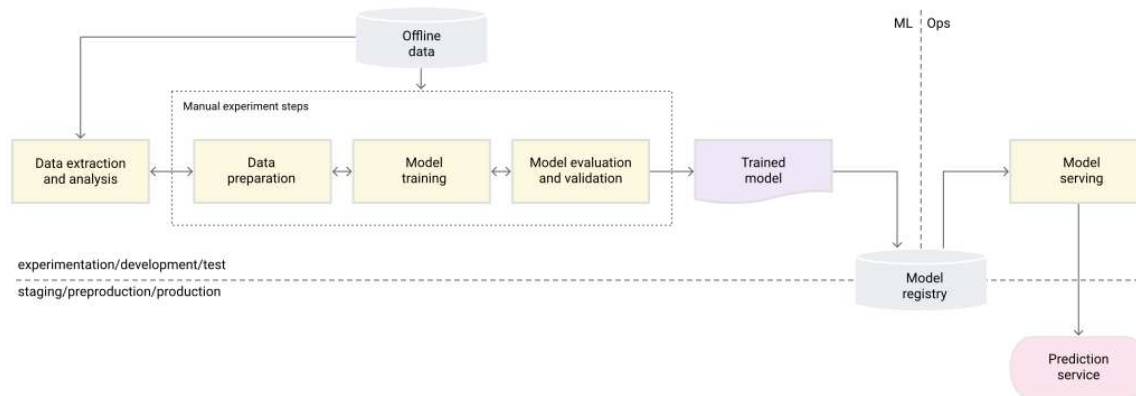 Offline
data
ML
Ops
Manual experiment steps
Data extraction
and analysis
Data
preparation
Model
training
Model evaluation
and validation
Trained
model
Model
serving
experimentation/development/test
staging/preproduction/production
Model
registry
Prediction
service